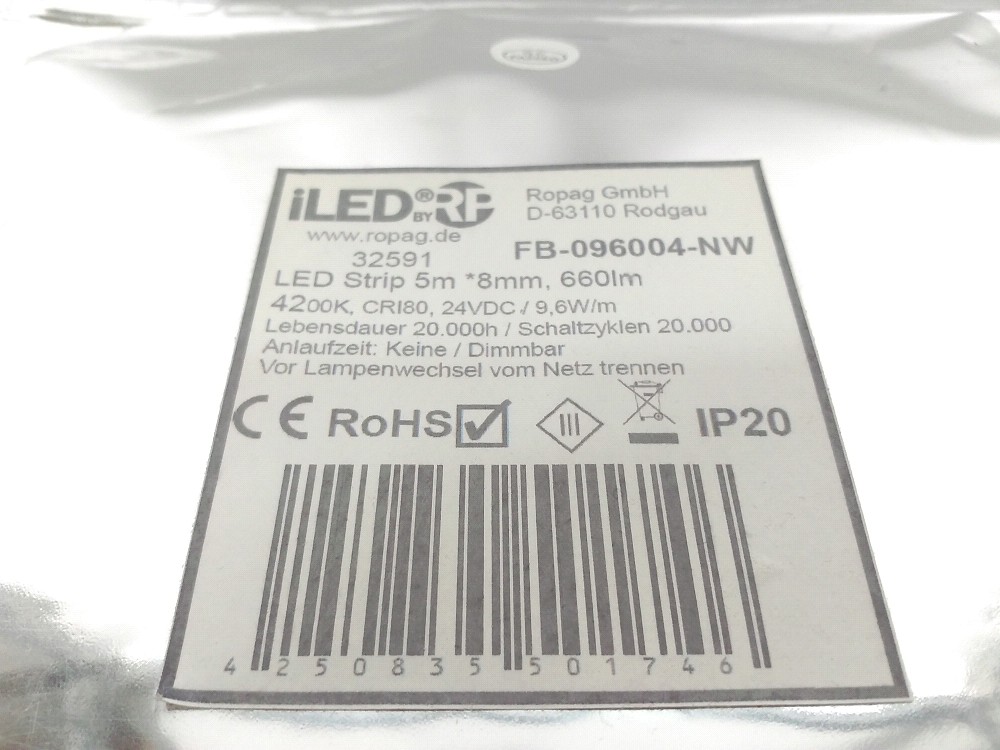 iLED® BY RP
Ropag GmbH
D-63110 Rodgau
www.ropag.de
32591
FB-096004-NW
LED Strip 5m *8mm, 660lm
4200K, CRI80, 24VDC / 9,6W/m
Lebensdauer 20.000h / Schaltzyklen 20.000
Anlaufzeit: Keine / Dimmbar
Vor Lampenwechsel vom Netz trennen
CE RoHS III IP20
4 250835 501746